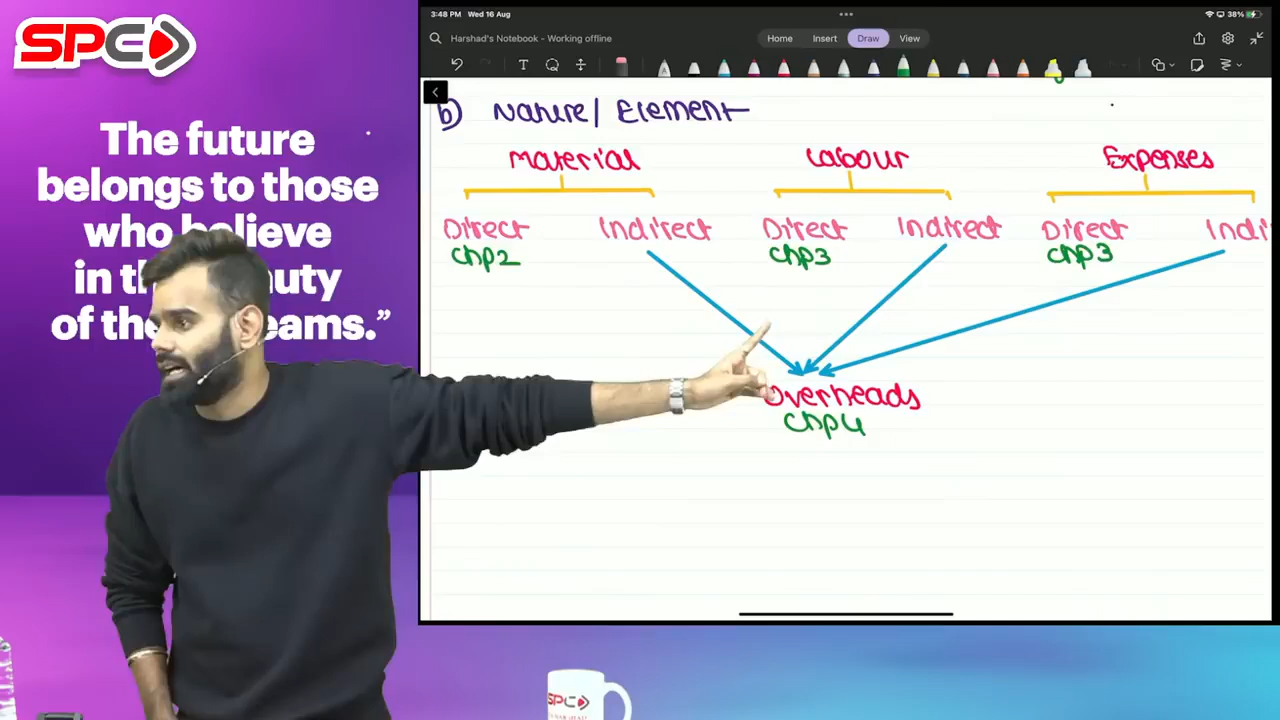 SPC
The future
belongs to those
who believe
in the
of the
3:48 PM Wed 16 Aug
38%
Harshad's Notebook - Working offline
Home Insert Draw View
b) Nature/ Element
Material Labour Expenses
Direct Indirect Direct Indirect Direct Indi
Chp2 Chp3 Chp3
Overheads
Chp4
SPC